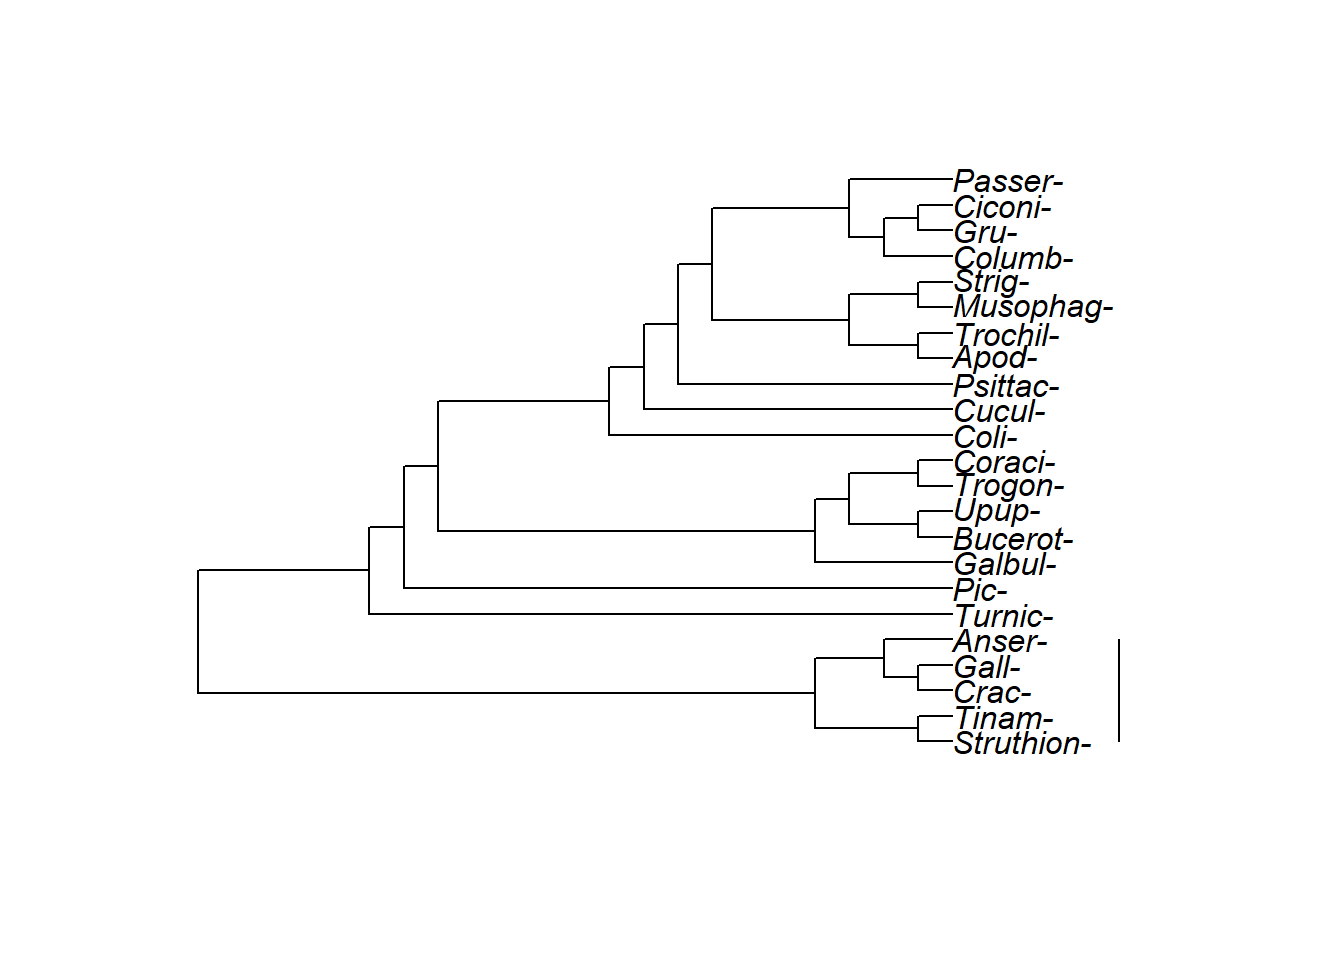 Passer-
Ciconi-
Gru-
Columb-
Strig-
Musophag-
Trochil-
Apod-
Psittac-
Cucul-
Coli-
Coraci-
Trogon-
Upup-
Bucerot-
Galbul-
Pic-
Turnic-
Anser-
Gall-
Crac-
Tinam-
Struthion-